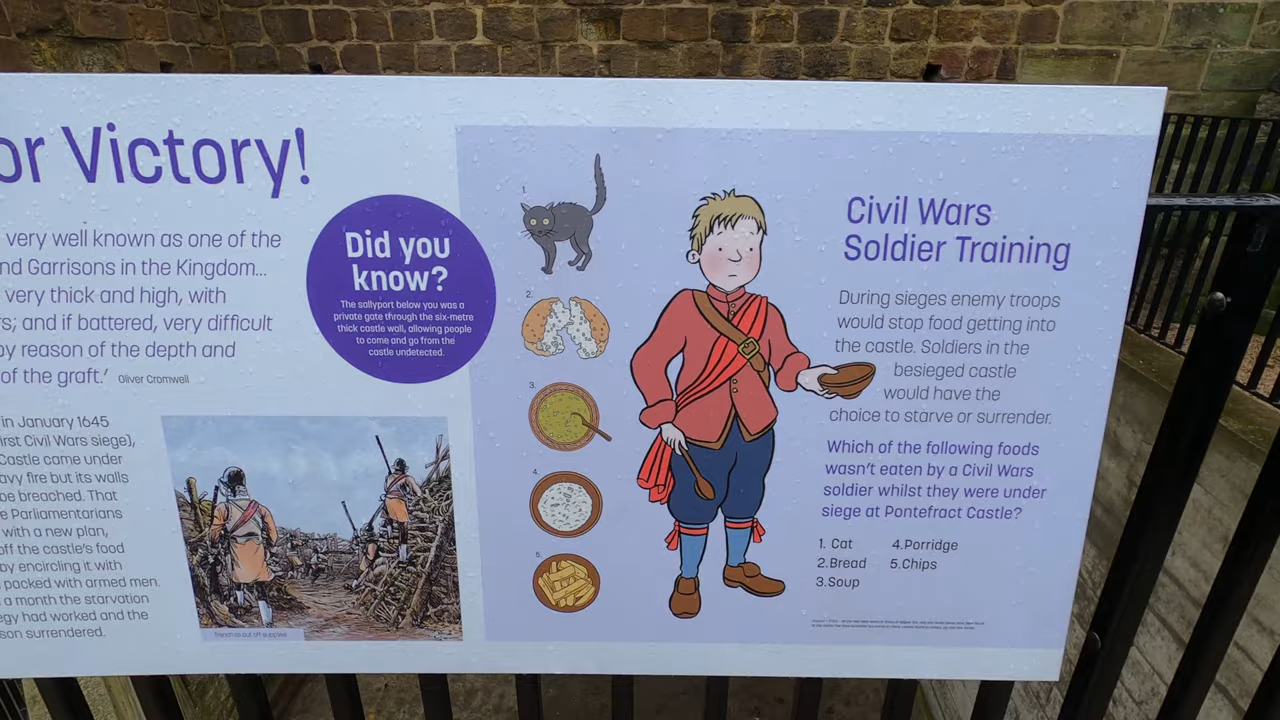 or Victory!
very well known as one of the
nd Garrisons in the Kingdom...
very thick and high, with
rs; and if battered, very difficult
by reason of the depth and
of the graft.' Oliver Cromwell
in January 1645
irst Civil Wars siege),
Castle came under
avy fire but its walls
be breached. That
e Parliamentarians
with a new plan,
off the castle's food
by encircling it with
packed with armed men.
a month the starvation
egy had worked and the
son surrendered.
Did you
know?
The sallyport below you was a
private gate through the six-metre
thick castle wall, allowing people
to come and go from the
castle undetected.
Trench to cut off supplies
1.
2.
3.
4.
5.
Civil Wars
Soldier Training
During sieges enemy troops
would stop food getting into
the castle. Soldiers in the
besieged castle
would have the
choice to starve or surrender.
Which of the following foods
wasn't eaten by a Civil Wars
soldier whilst they were under
siege at Pontefract Castle?
1. Cat 4.Porridge
2.Bread 5.Chips
3.Soup